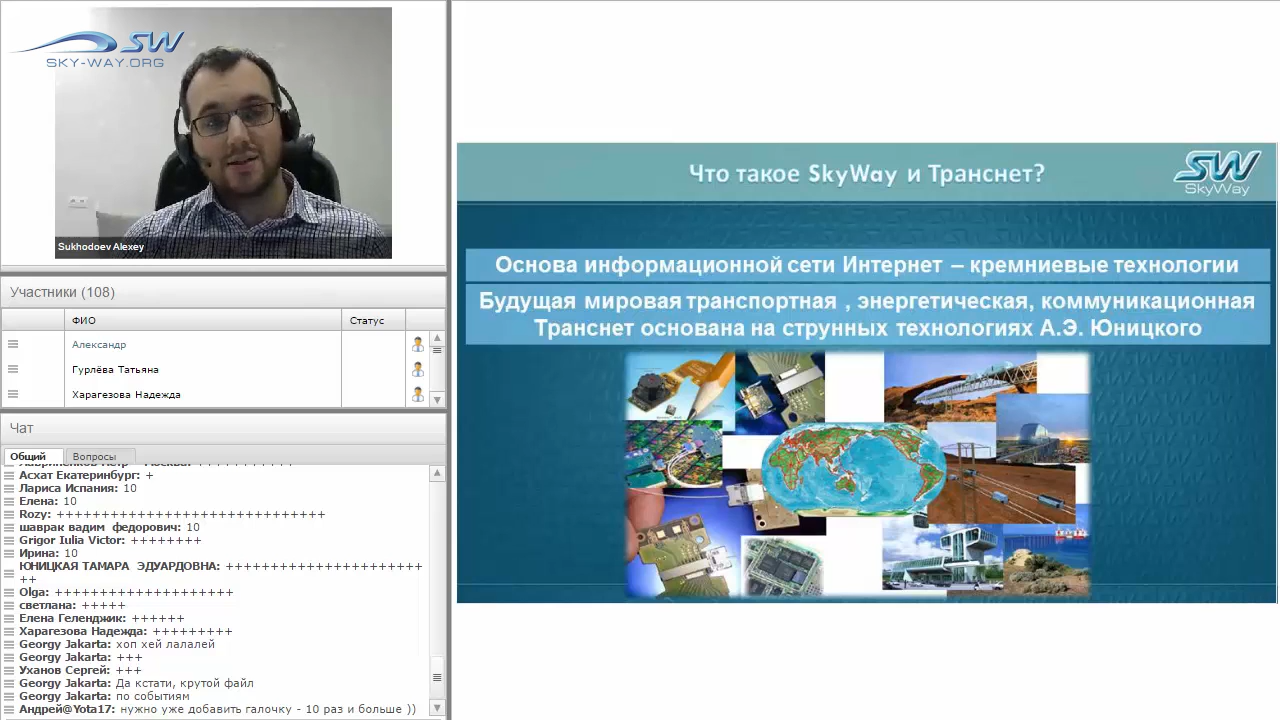 SW
SKY-WAY.ORG
Sukhodoev Alexey
Участники (108)
ФИО
Статус
Александр
Гурлёва Татьяна
Харагезова Надежда
Чат
Общий
Вопросы
Асхат Екатеринбург: +
Лариса Испания: 10
Елена: 10
Rozy: ++++++++++++++++++++++++++++++
шаврак вадим федорович: 10
Grigor Iulia Victor: ++++++++
Ирина: 10
ЮНИЦКАЯ ТАМАРА ЭДУАРДОВНА: ++++++++++++++++++++++
++
Olga: ++++++++++++++++++++
светлана: +++++
Елена Геленджик: ++++++
Харагезова Надежда: +++++++++
Georgy Jakarta: хоп хей лалалей
Georgy Jakarta: +++
Уханов Сергей: +++
Georgy Jakarta: Да кстати, крутой файл
Georgy Jakarta: по событиям
Андрей@Yota17: нужно уже добавить галочку - 10 раз и больше ))
Что такое SkyWay и Транснет?
SW
SkyWay
Основа информационной сети Интернет – кремниевые технологии
Будущая мировая транспортная , энергетическая, коммуникационная
Транснет основана на струнных технологиях А.Э. Юницкого